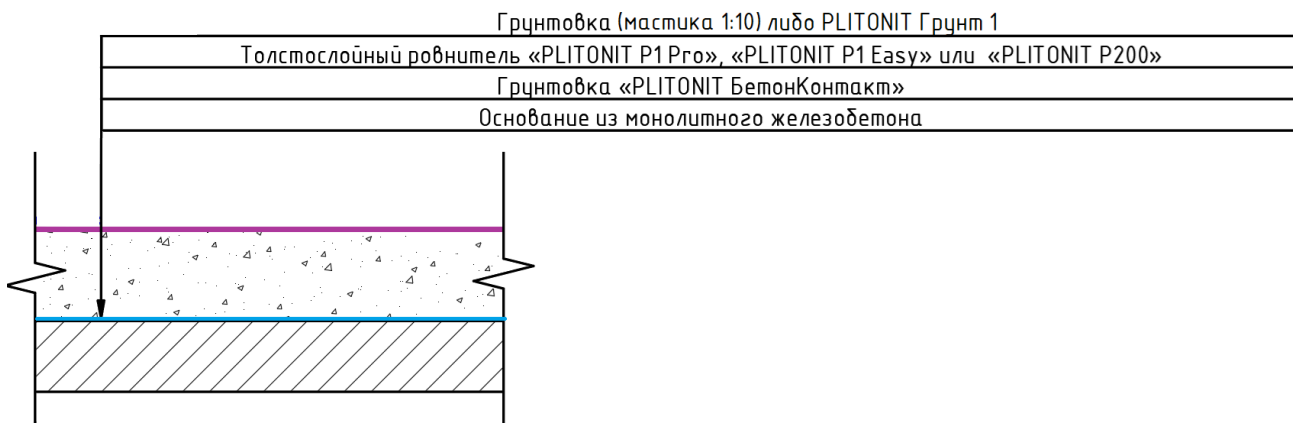 Грунтовка (мастика 1:10) либо PLITONIT Грунт 1
Толстослойный ровнитель «PLITONIT P1 Pro», «PLITONIT P1 Easy» или «PLITONIT P200»
Грунтовка «PLITONIT БетонКонтакт»
Основание из монолитного железобетона